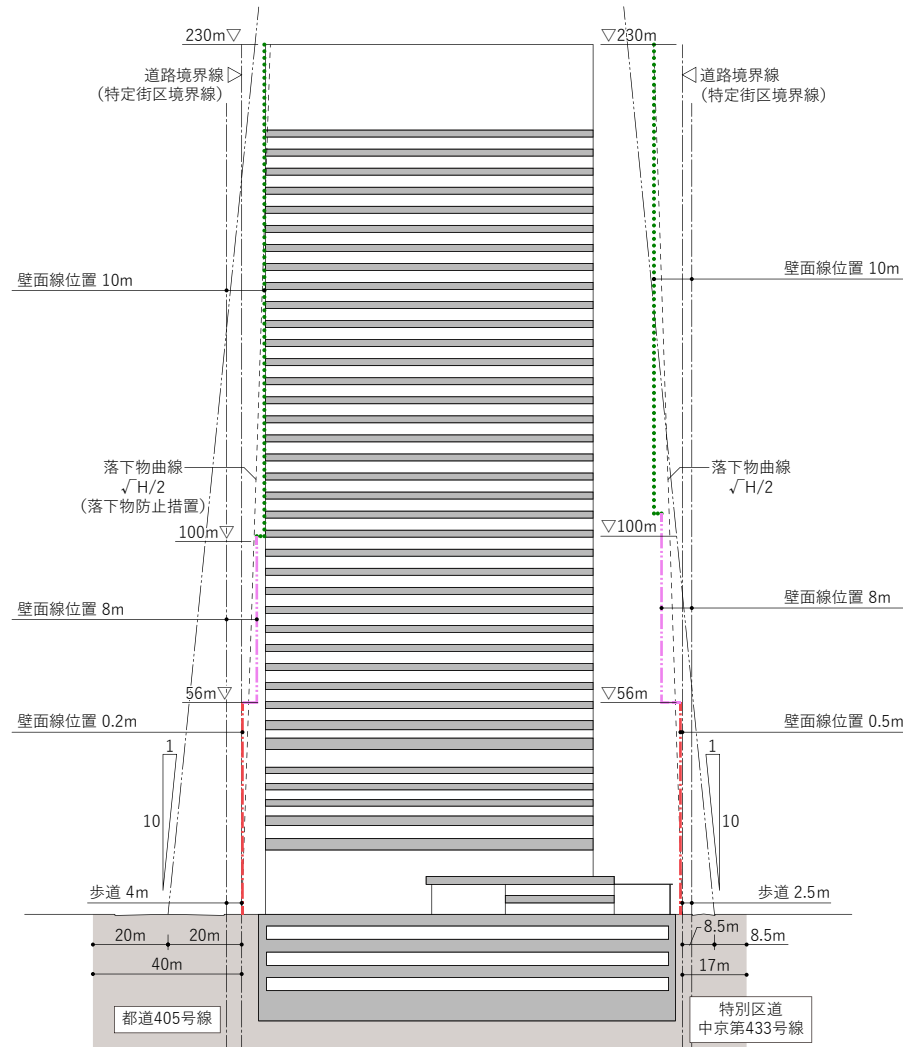 230m▽
▽230m
道路境界線
(特定街区境界線)
道路境界線
(特定街区境界線)
壁面線位置 10m
壁面線位置 10m
落下物曲線
√H/2
(落下物防止措置)
落下物曲線
√H/2
100m▽
▽100m
壁面線位置 8m
壁面線位置 8m
56m▽
▽56m
壁面線位置 0.2m
壁面線位置 0.5m
1
10
1
10
歩道 4m
歩道 2.5m
20m
20m
8.5m
8.5m
40m
17m
都道405号線
特別区道
中京第433号線